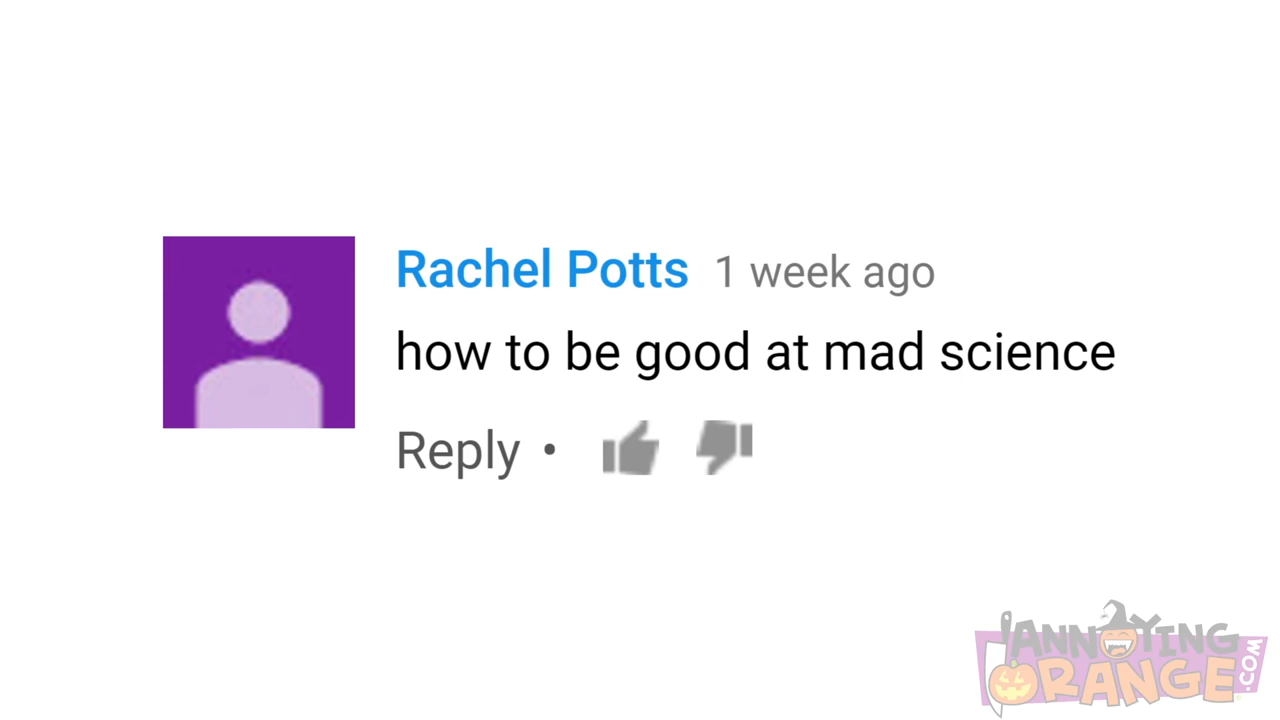 Rachel Potts 1 week ago
how to be good at mad science
Reply •
ANNOYING
ORANGE.COM